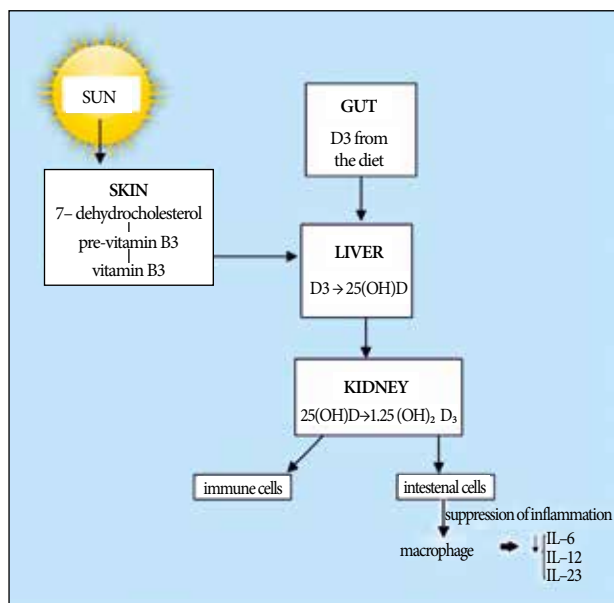 SUN
SKIN
7– dehydrocholesterol
pre-vitamin B3
vitamin B3
GUT
D3 from
the diet
LIVER
D3 → 25(OH)D
KIDNEY
25(OH)D→1.25 (OH)₂ D₃
immune cells
intestenal cells
suppression of inflammation
macrophage
IL–6
IL–12
IL–23